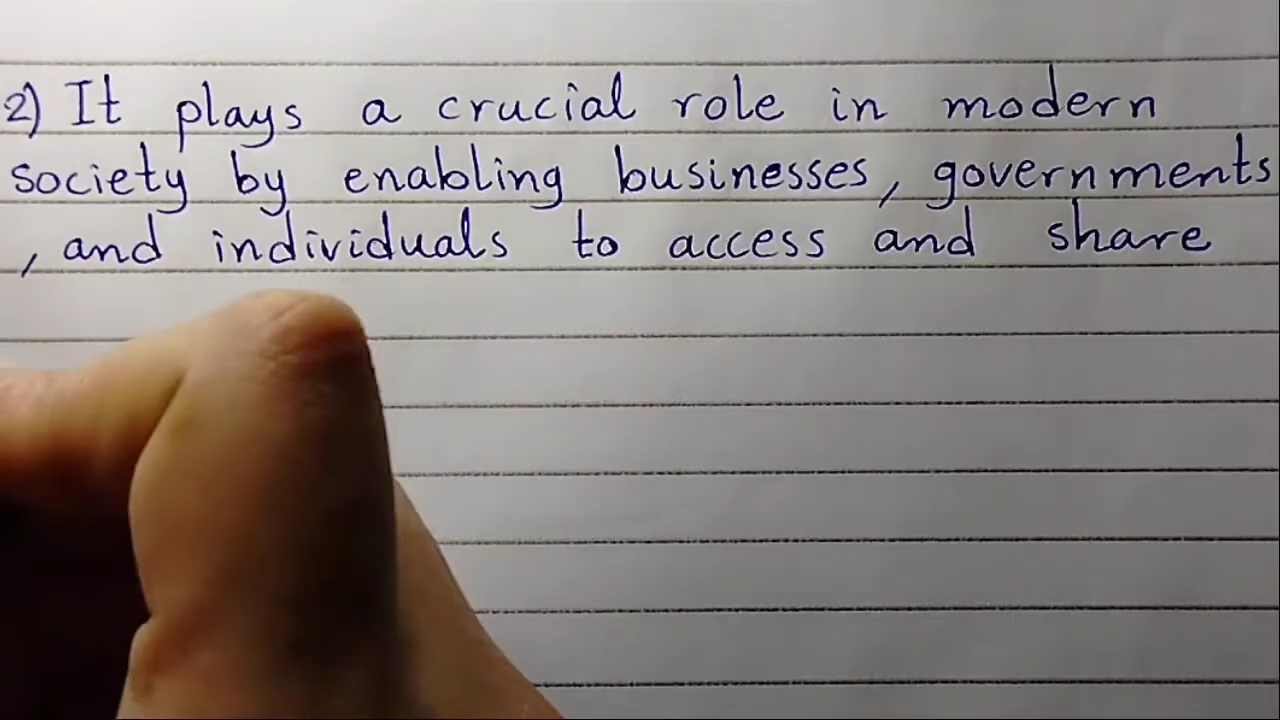 2) It plays a crucial role in modern
society by enabling businesses, governments
, and individuals to access and share